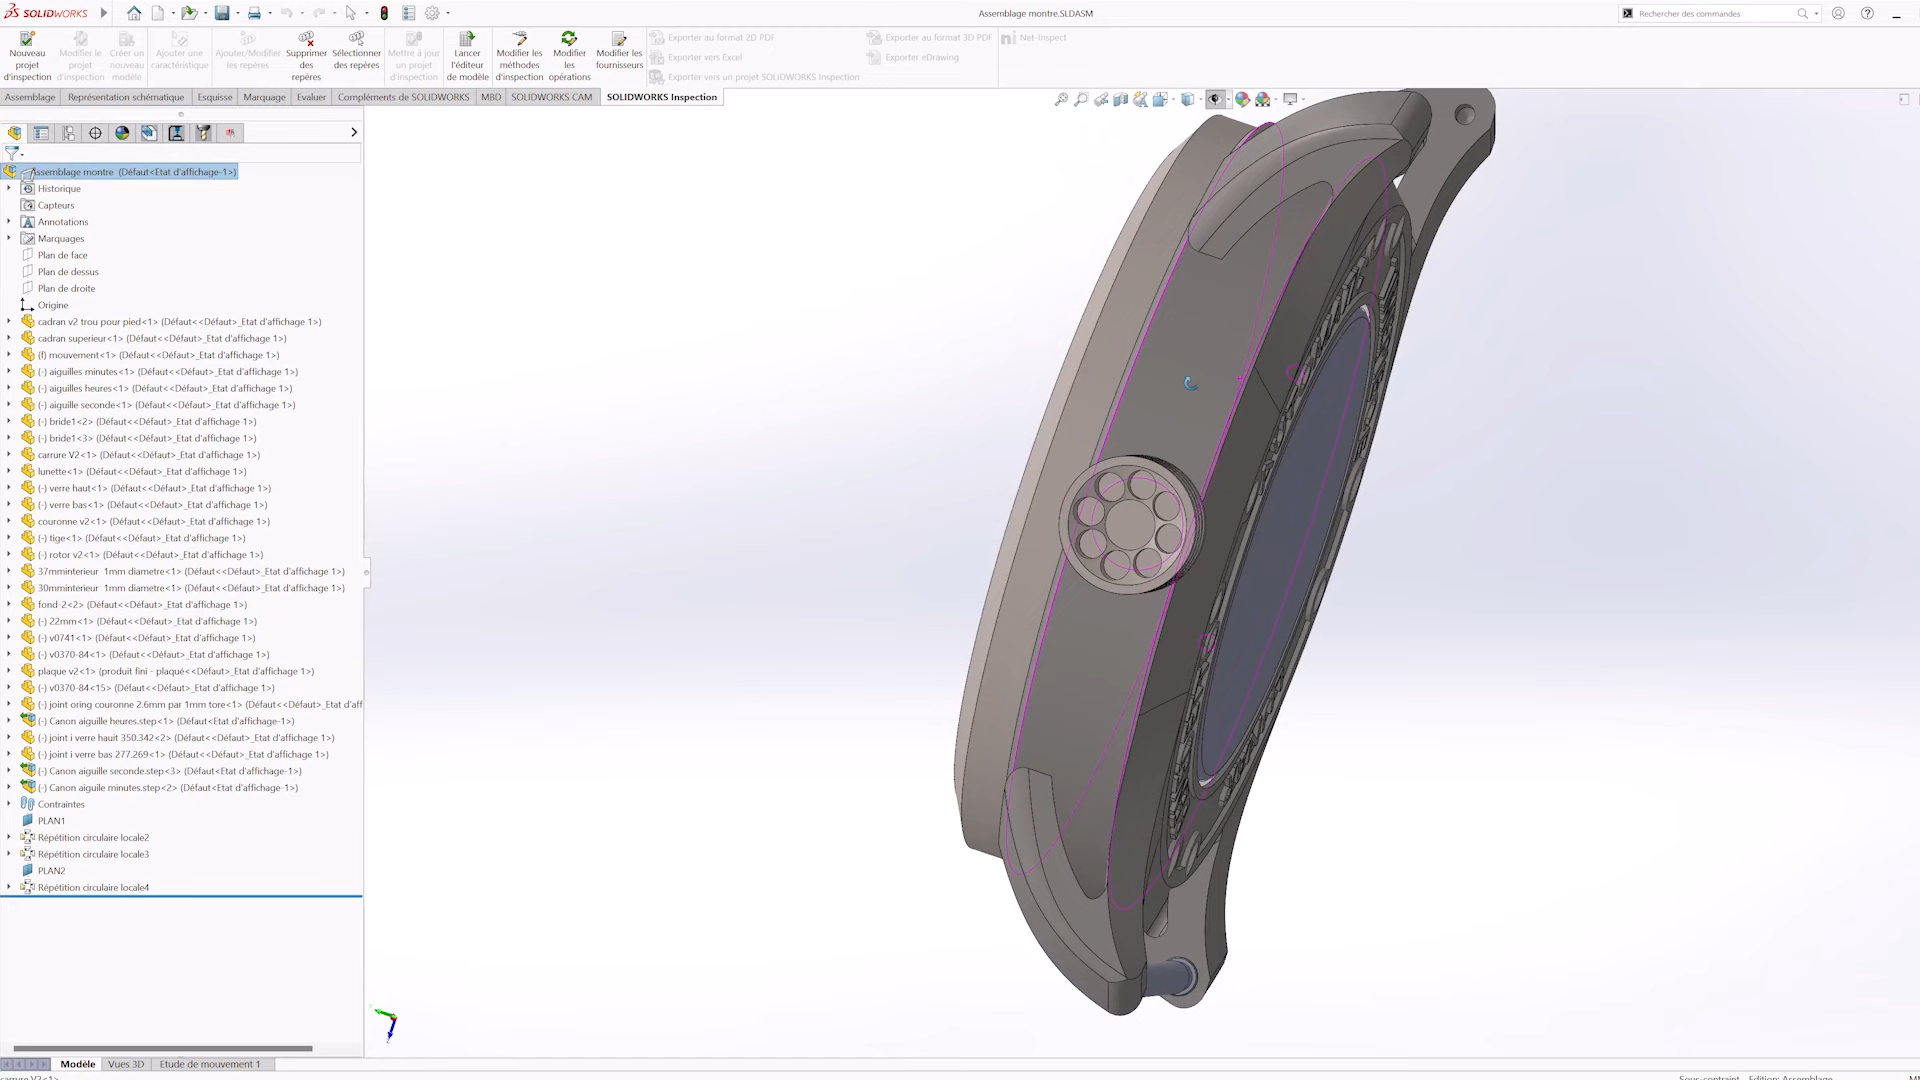 SOLIDWORKS
Assemblage montre.SLDASM
Rechercher des commandes
Nouveau projet d'inspection
Modifier le projet d'inspection
Créer un nouveau modèle
Ajouter une caractéristique
Ajouter/Modifier les repères
Supprimer des repères
Sélectionner des repères
Mettre à jour un projet d'inspection
Lancer l'éditeur de modèle
Modifier les méthodes d'inspection
Modifier les opérations
Modifier les fournisseurs
Exporter au format 2D PDF
Exporter vers Excel
Exporter vers un projet SOLIDWORKS Inspection
Exporter au format 3D PDF
Exporter eDrawing
Net-Inspect
Assemblage
Représentation schématique
Esquisse
Marquage
Evaluer
Compléments de SOLIDWORKS
MBD
SOLIDWORKS CAM
SOLIDWORKS Inspection
Assemblage montre (Défaut<Etat d'affichage-1>)
Historique
Capteurs
Annotations
Marquages
Plan de face
Plan de dessus
Plan de droite
Origine
cadran v2 trou pour pied<1> (Défaut<<Défaut>_Etat d'affichage 1>)
cadran superieur<1> (Défaut<<Défaut>_Etat d'affichage 1>)
(f) mouvement<1> (Défaut<<Défaut>_Etat d'affichage 1>)
(-) aiguilles minutes<1> (Défaut<<Défaut>_Etat d'affichage 1>)
(-) aiguilles heures<1> (Défaut<<Défaut>_Etat d'affichage 1>)
(-) aiguille seconde<1> (Défaut<<Défaut>_Etat d'affichage 1>)
(-) bride1<2> (Défaut<<Défaut>_Etat d'affichage 1>)
(-) bride1<3> (Défaut<<Défaut>_Etat d'affichage 1>)
carrure V2<1> (Défaut<<Défaut>_Etat d'affichage 1>)
lunette<1> (Défaut<<Défaut>_Etat d'affichage 1>)
(-) verre haut<1> (Défaut<<Défaut>_Etat d'affichage 1>)
(-) verre bas<1> (Défaut<<Défaut>_Etat d'affichage 1>)
couronne v2<1> (Défaut<<Défaut>_Etat d'affichage 1>)
(-) tige<1> (Défaut<<Défaut>_Etat d'affichage 1>)
(-) rotor v2<1> (Défaut<<Défaut>_Etat d'affichage 1>)
37mminterieur 1mm diametre<1> (Défaut<<Défaut>_Etat d'affichage 1>)
30mminterieur 1mm diametre<1> (Défaut<<Défaut>_Etat d'affichage 1>)
fond-2<2> (Défaut<<Défaut>_Etat d'affichage 1>)
(-) 22mm<1> (Défaut<<Défaut>_Etat d'affichage 1>)
(-) v0741<1> (Défaut<<Défaut>_Etat d'affichage 1>)
(-) v0370-84<1> (Défaut<<Défaut>_Etat d'affichage 1>)
plaque v2<1> (produit fini - plaqué<<Défaut>_Etat d'affichage 1>)
(-) v0370-84<15> (Défaut<<Défaut>_Etat d'affichage 1>)
(-) joint oring couronne 2.6mm par 1mm tore<1> (Défaut<<Défaut>_Etat d'aff
(-) Canon aiguille heures.step<1> (Défaut<Etat d'affichage-1>)
(-) joint i verre hauit 350.342<2> (Défaut<<Défaut>_Etat d'affichage 1>)
(-) joint i verre bas 277.269<1> (Défaut<<Défaut>_Etat d'affichage 1>)
(-) Canon aiguille seconde.step<3> (Défaut<Etat d'affichage-1>)
(-) Canon aiguile minutes.step<2> (Défaut<Etat d'affichage-1>)
Contraintes
PLAN1
Répétition circulaire locale2
Répétition circulaire locale3
PLAN2
Répétition circulaire locale4
Modèle
Vues 3D
Etude de mouvement 1
carrure V2<1>
Sous-contraint
Edition: Assemblage